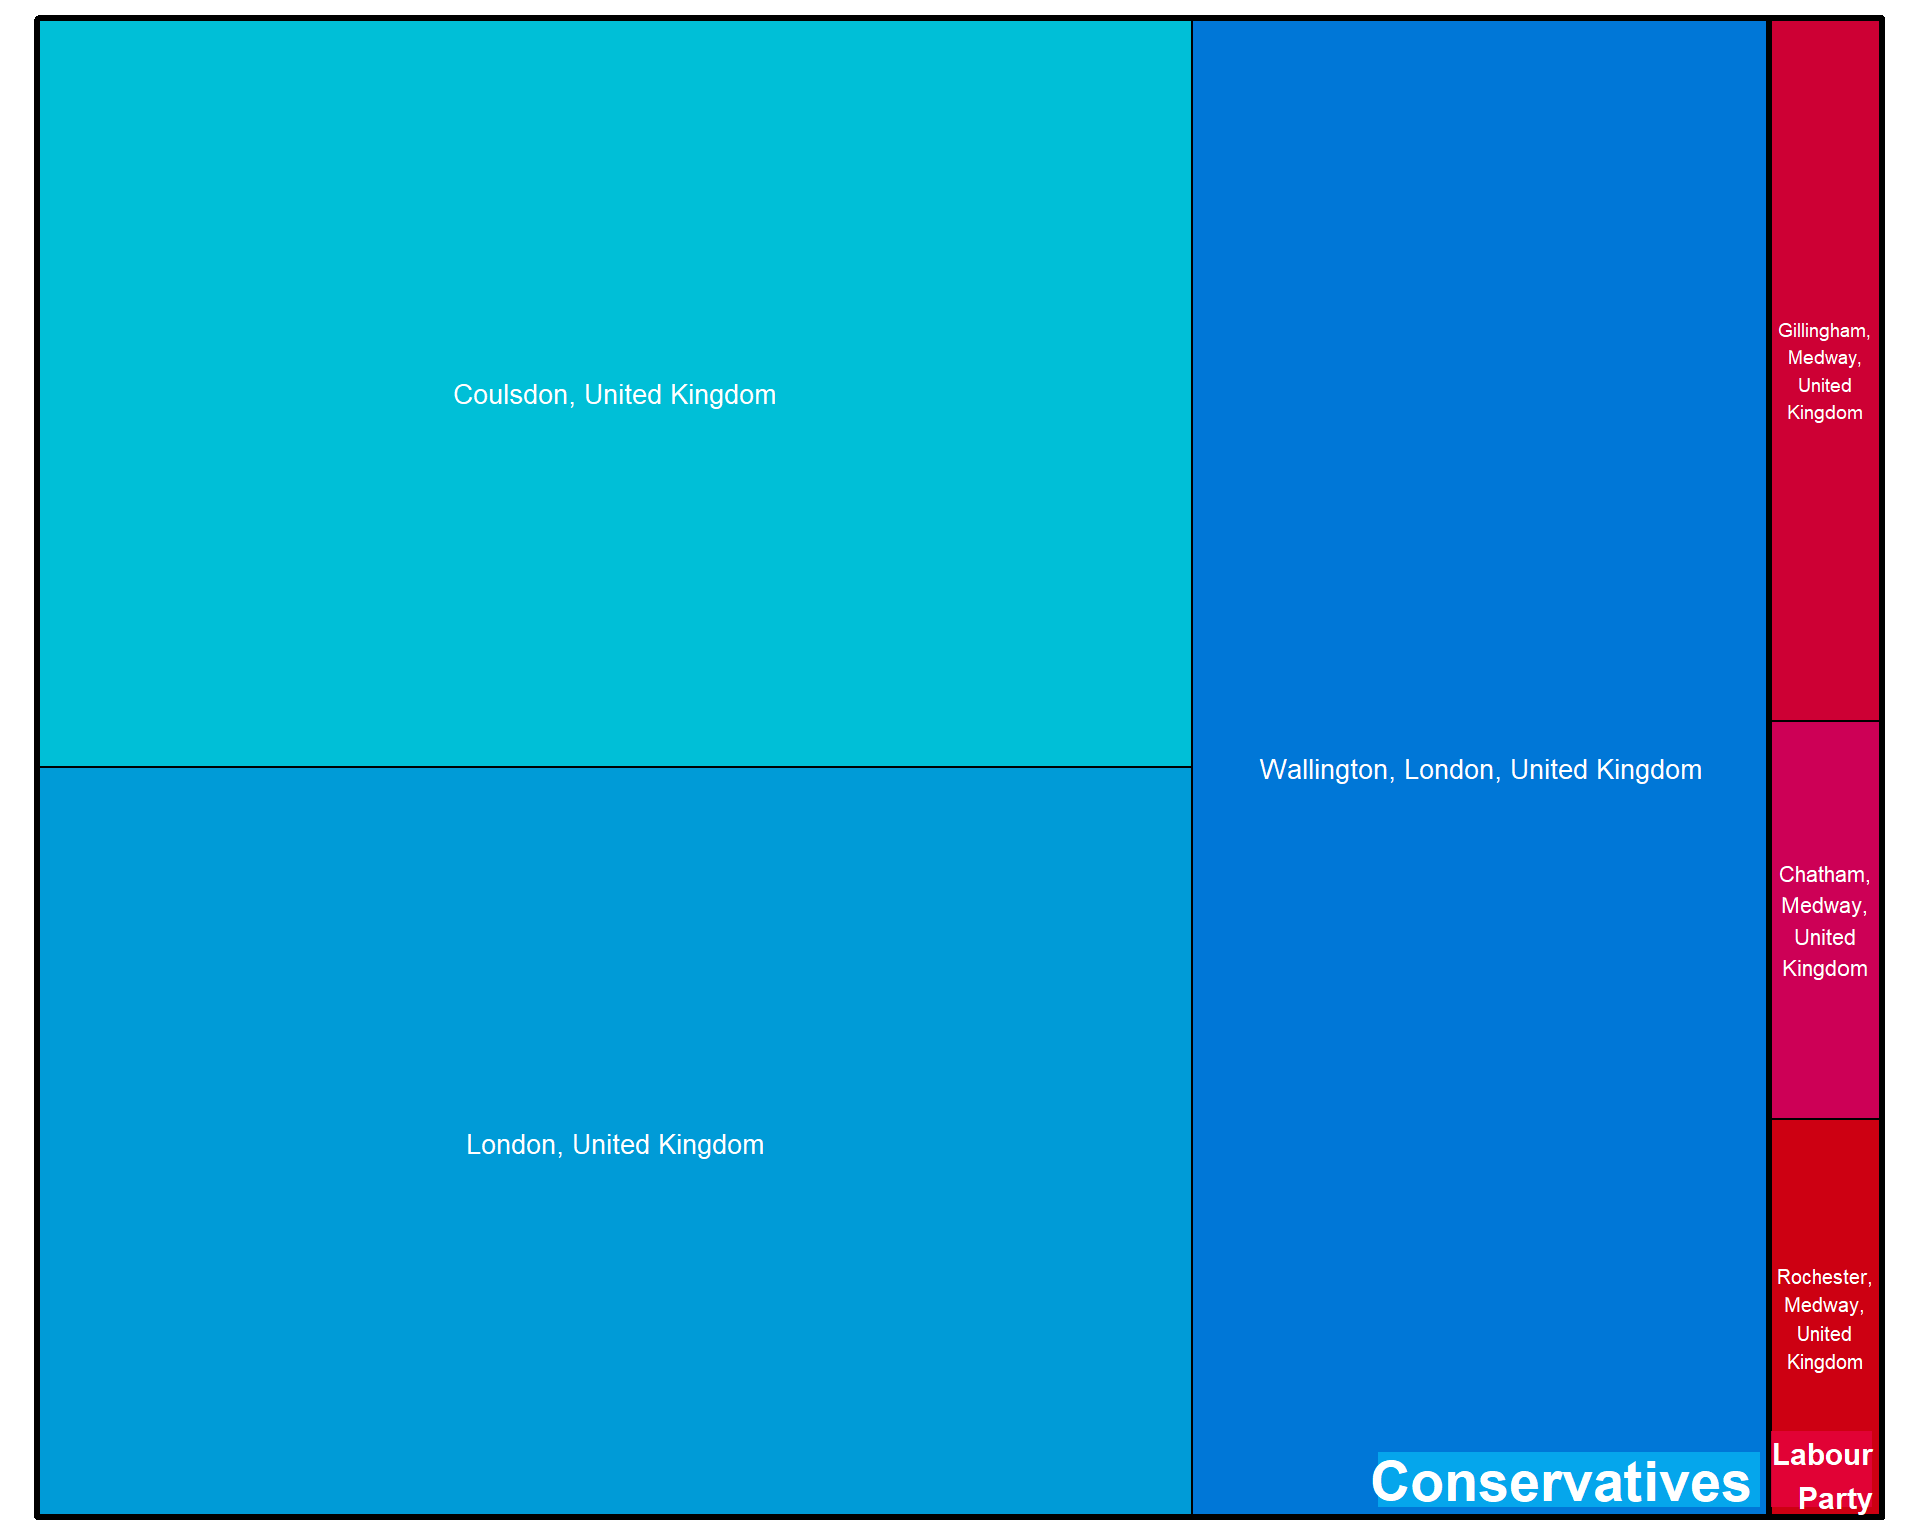 Coulsdon, United Kingdom
London, United Kingdom
Wallington, London, United Kingdom
Conservatives
Gillingham,
Medway,
United
Kingdom
Chatham,
Medway,
United
Kingdom
Rochester,
Medway,
United
Kingdom
Labour
Party